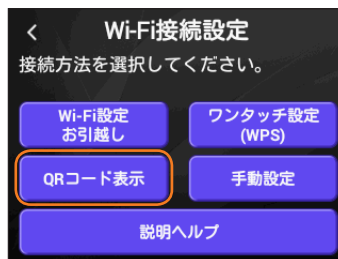 < Wi-Fi接続設定
接続方法を選択してください。
Wi-Fi設定
お引越し
ワンタッチ設定
(WPS)
QRコード表示
手動設定
説明ヘルプ